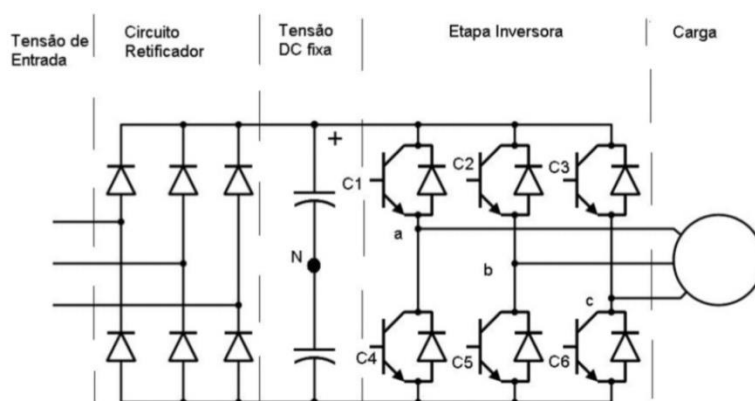 Tensão de
Entrada
Circuito
Retificador
Tensão
DC fixa
Etapa Inversora
Carga
+
C1
C2
C3
a
N
b
c
C4
C5
C6